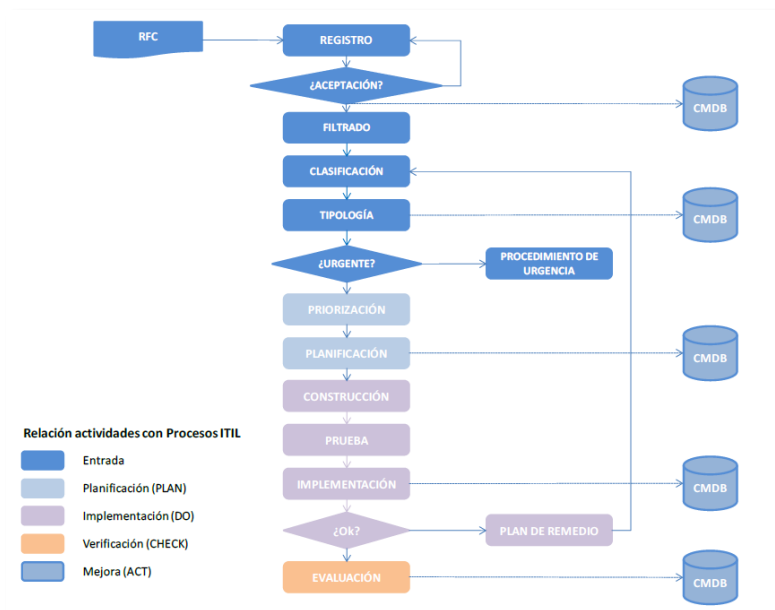 RFC
REGISTRO
¿ACEPTACIÓN?
CMDB
FILTRADO
CLASIFICACIÓN
TIPOLOGÍA
CMDB
¿URGENTE?
PROCEDIMIENTO DE
URGENCIA
PRIORIZACIÓN
PLANIFICACIÓN
CMDB
CONSTRUCCIÓN
PRUEBA
IMPLEMENTACIÓN
CMDB
¿Ok?
PLAN DE REMEDIO
EVALUACIÓN
CMDB
Relación actividades con Procesos ITIL
Entrada
Planificación (PLAN)
Implementación (DO)
Verificación (CHECK)
Mejora (ACT)